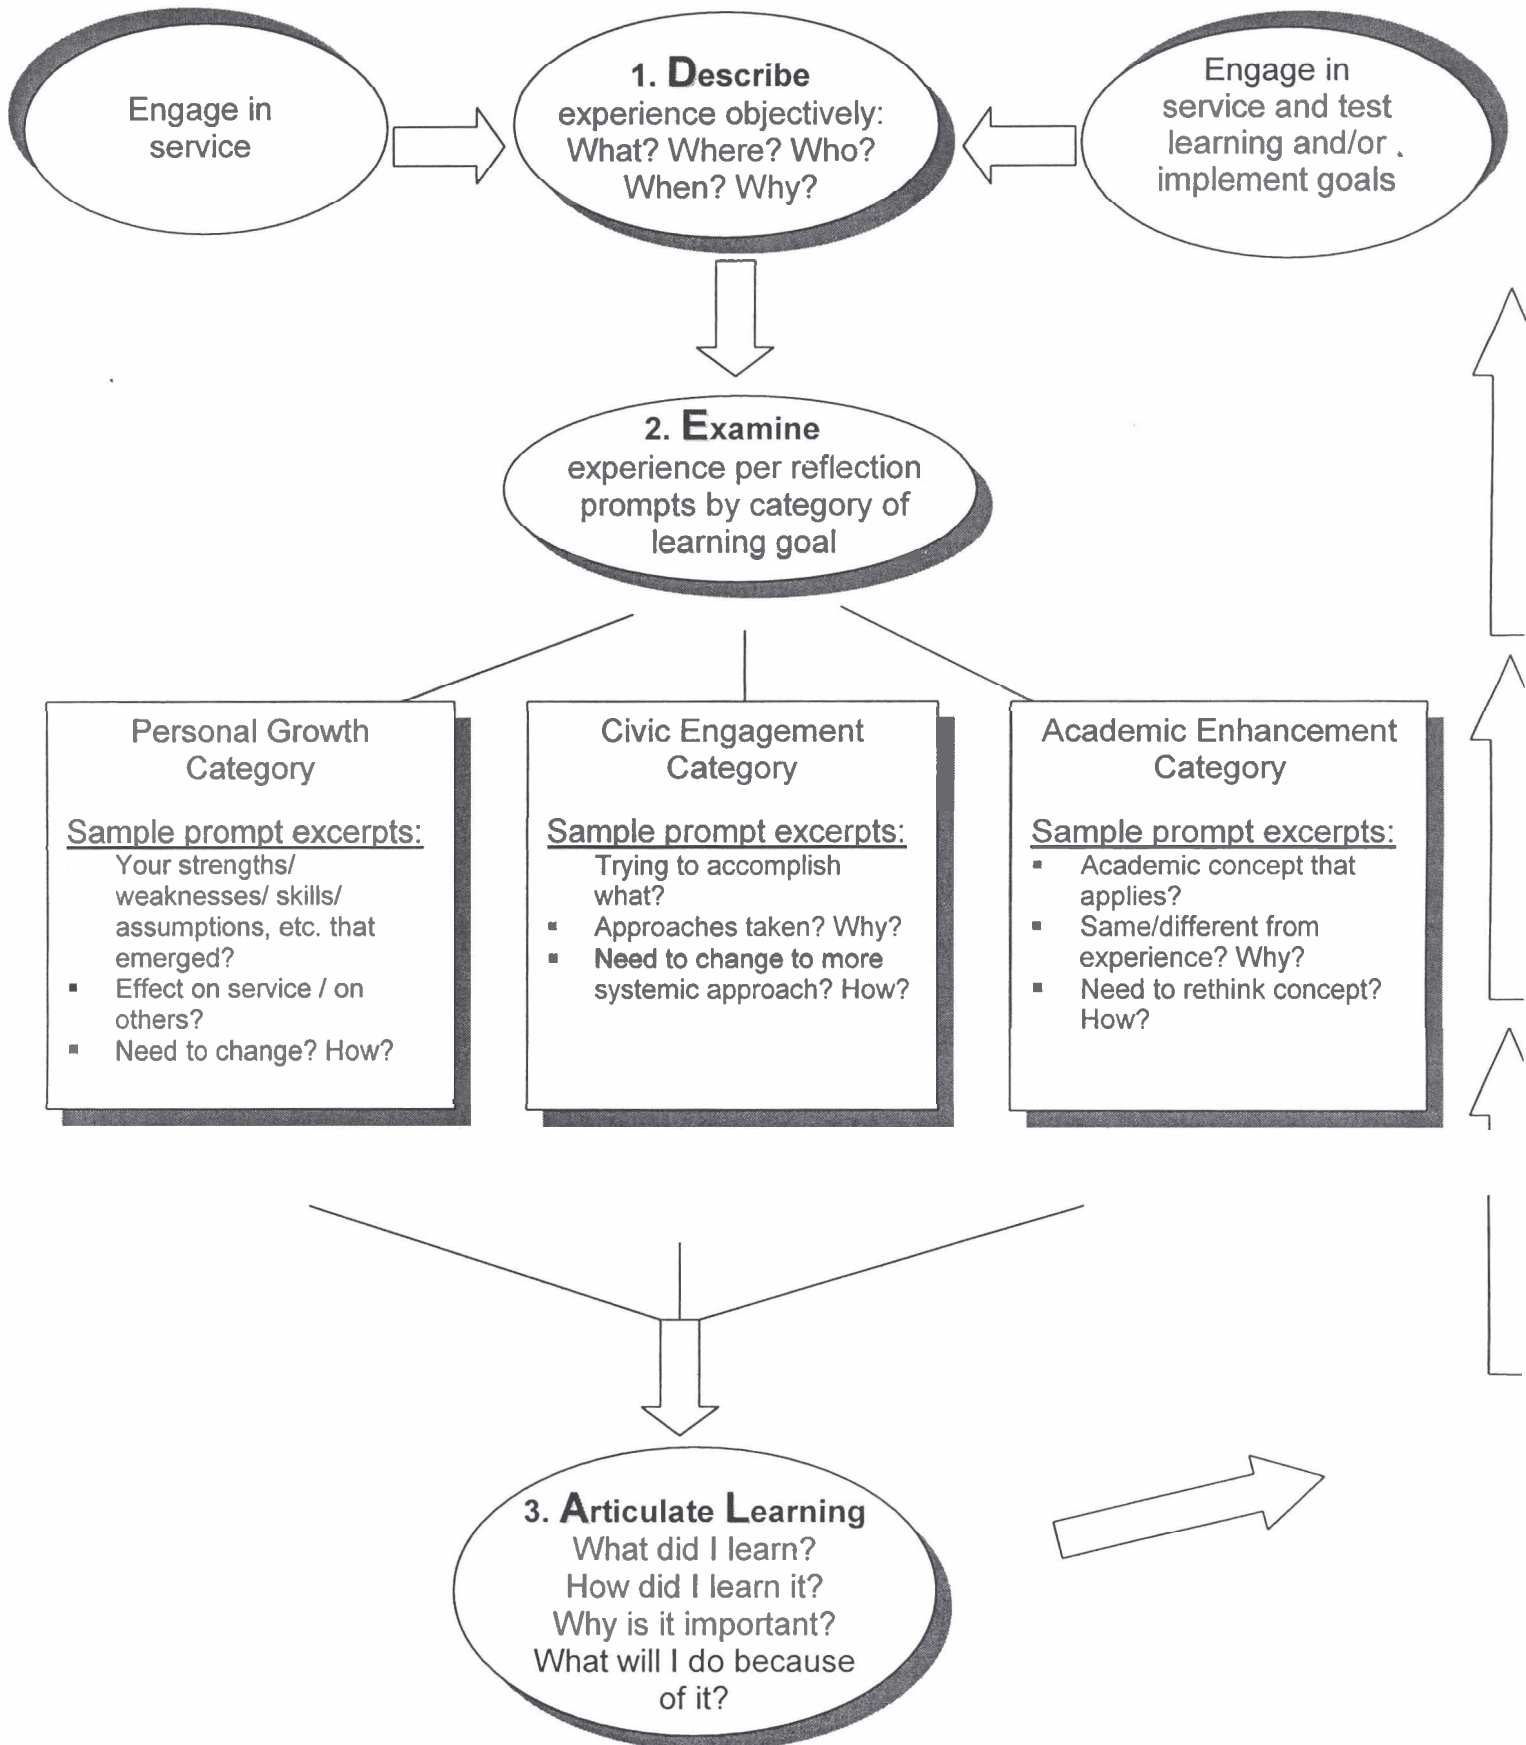 Engage in
service
1. Describe
experience objectively:
What? Where? Who?
When? Why?
Engage in
service and test
learning and/or
implement goals
2. Examine
experience per reflection
prompts by category of
learning goal
Personal Growth
Category
Sample prompt excerpts:
Your strengths/
weaknesses/ skills/
assumptions, etc. that
emerged?
▪ Effect on service / on
others?
▪ Need to change? How?
Civic Engagement
Category
Sample prompt excerpts:
Trying to accomplish
what?
▪ Approaches taken? Why?
▪ Need to change to more
systemic approach? How?
Academic Enhancement
Category
Sample prompt excerpts:
▪ Academic concept that
applies?
▪ Same/different from
experience? Why?
▪ Need to rethink concept?
How?
3. Articulate Learning
What did I learn?
How did I learn it?
Why is it important?
What will I do because
of it?